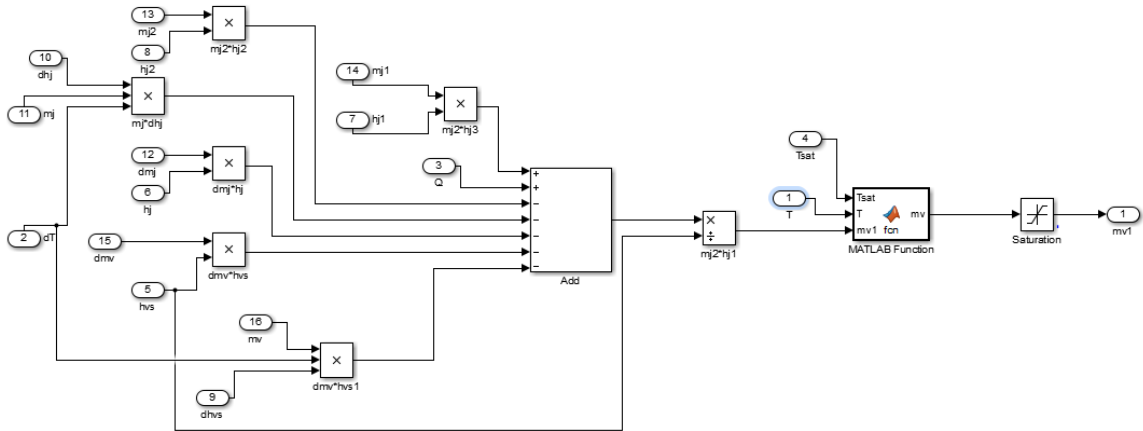 13
mj2
×
mj2*hj2
8
hj2
10
dhj
11
mj
×
mj*dhj
14
mj1
7
hj1
×
mj2*hj3
12
dmj
6
hj
×
dmj*hj
3
Q
+
+
−
−
−
−
−
Add
2
dT
15
dmv
×
dmv*hvs
5
hvs
16
mv
×
dmv*hvs1
9
dhvs
×
÷
mj2*hj1
4
Tsat
1
T
Tsat
T
mv1
fcn
mv
MATLAB Function
Saturation
1
mv1